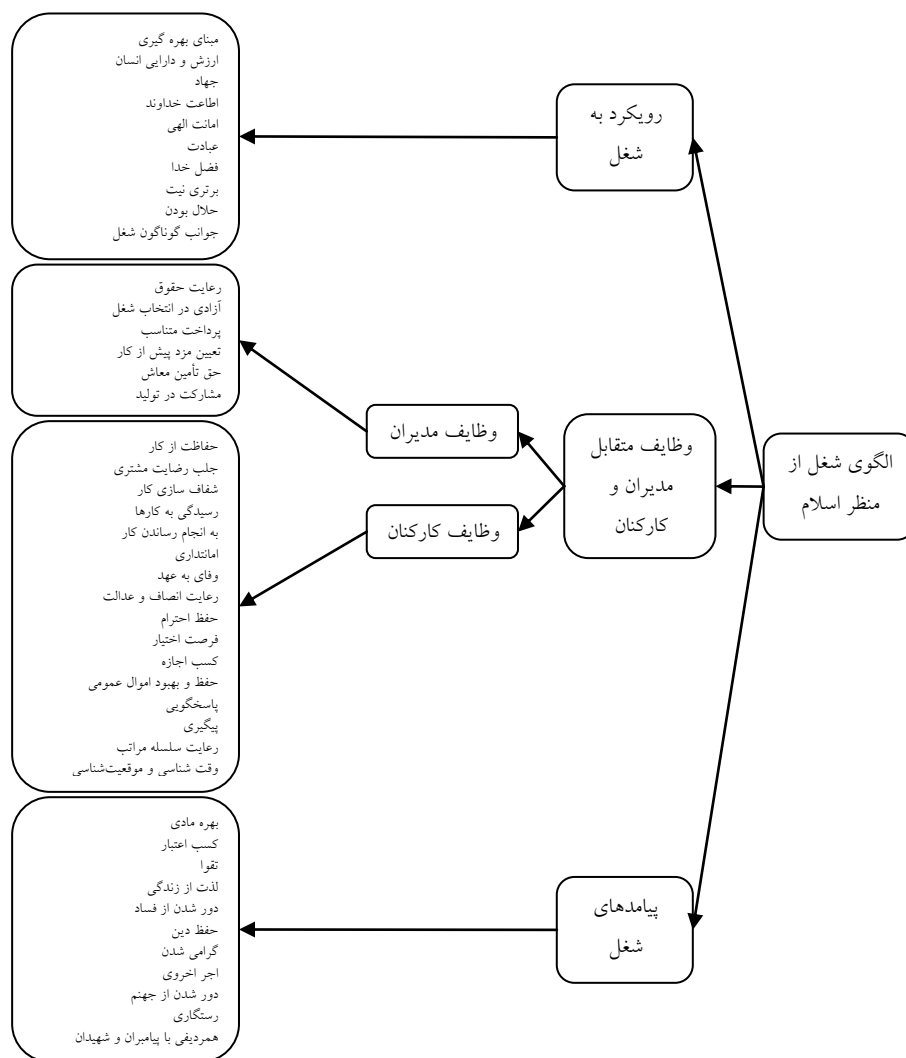 الگوی شغل از
منظر اسلام
رویکرد به
شغل
مبنای بهره گیری
ارزش و دارایی انسان
جهاد
اطاعت خداوند
امانت الهی
عبادت
فضل خدا
برتری نیت
حلال بودن
جوانب گوناگون شغل
وظایف متقابل
مدیران و
کارکنان
وظایف مدیران
رعایت حقوق
آزادی در انتخاب شغل
پرداخت متناسب
تعیین مزد پیش از کار
حق تأمین معاش
مشارکت در تولید
وظایف کارکنان
حفاظت از کار
جلب رضایت مشتری
شفاف سازی کار
رسیدگی به کارها
به انجام رساندن کار
امانتداری
وفای به عهد
رعایت انصاف و عدالت
حفظ احترام
فرصت اختیار
کسب اجازه
حفظ و بهبود اموال عمومی
پاسخگویی
پیگیری
رعایت سلسله مراتب
وقت شناسی و موقعیت‌شناسی
پیامدهای
شغل
بهره مادی
کسب اعتبار
تقوا
لذت از زندگی
دور شدن از فساد
حفظ دین
گرامی شدن
اجر اخروی
دور شدن از جهنم
رستگاری
همردیفی با پیامبران و شهیدان